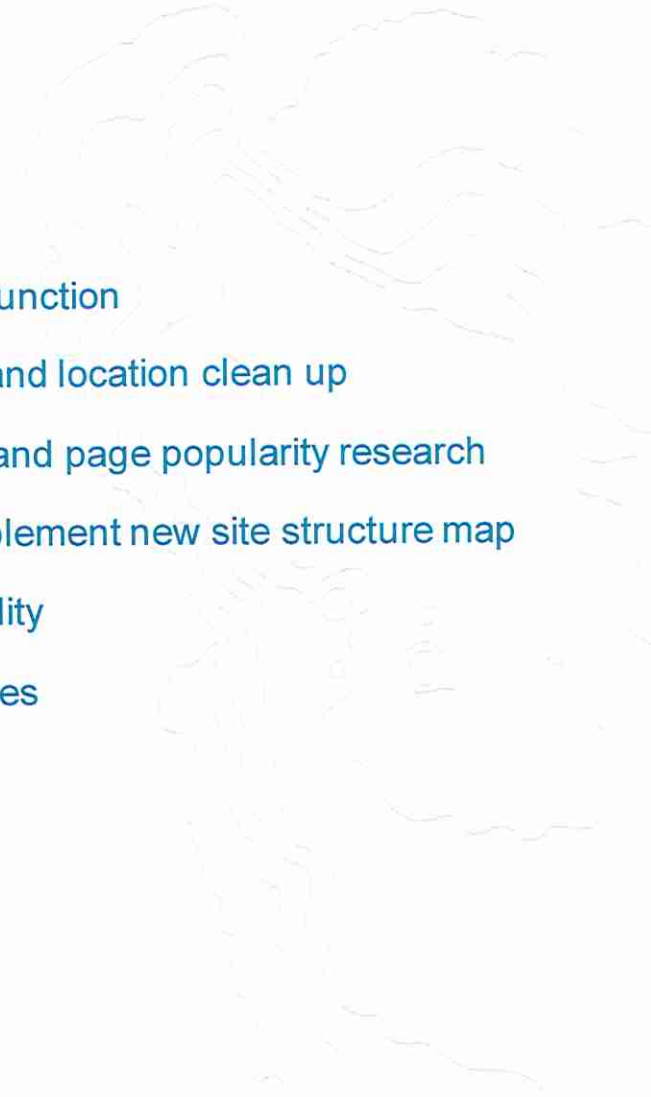 unction
and location clean up
and page popularity research
plement new site structure map
lity
es